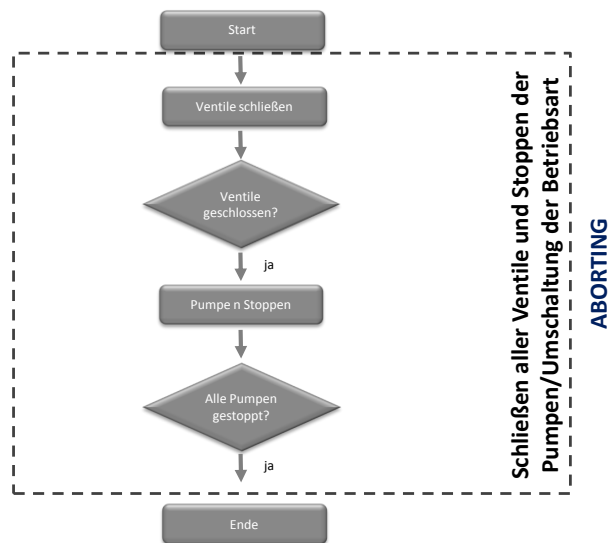 Start
Ventile schließen
Ventile
geschlossen?
ja
Pumpe n Stoppen
Alle Pumpen
gestoppt?
ja
Ende
Schließen aller Ventile und Stoppen der
Pumpen/Umschaltung der Betriebsart
ABORTING